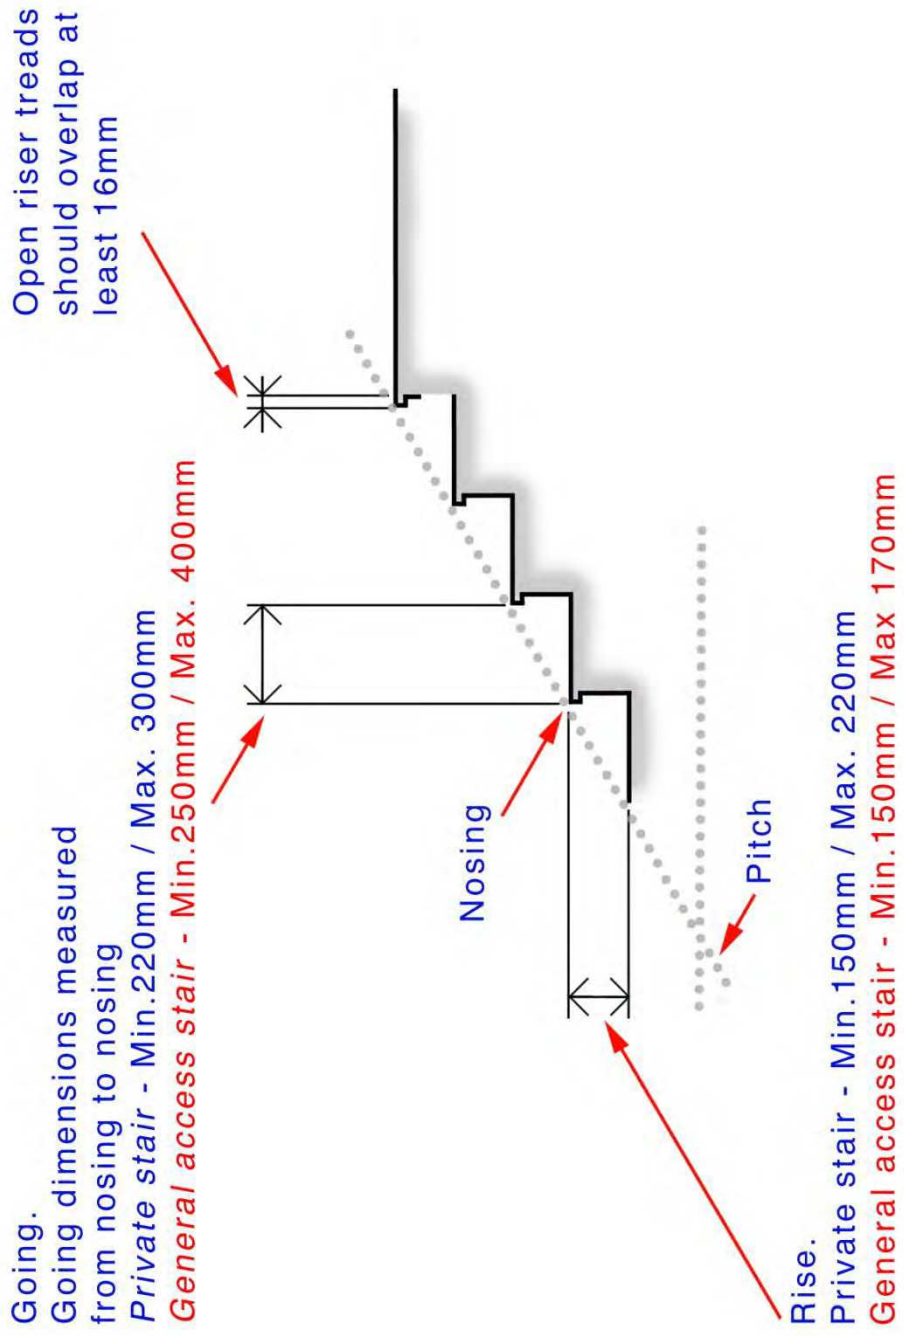 Going.
Going dimensions measured
from nosing to nosing
Private stair - Min.220mm / Max. 300mm
General access stair - Min.250mm / Max. 400mm
Open riser treads
should overlap at
least 16mm
Nosing
Pitch
Rise.
Private stair - Min.150mm / Max. 220mm
General access stair - Min.150mm / Max 170mm